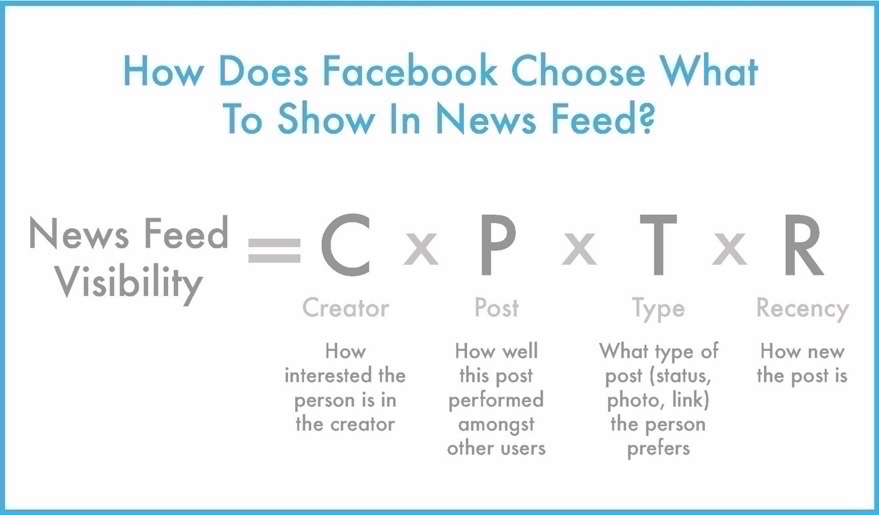 How Does Facebook Choose What
To Show In News Feed?
News Feed
Visibility
= C x P x T x R
Creator
Post
Type
Recency
How
interested the
person is in
the creator
How well
this post
performed
amongst
other users
What type of
post (status,
photo, link)
the person
prefers
How new
the post is